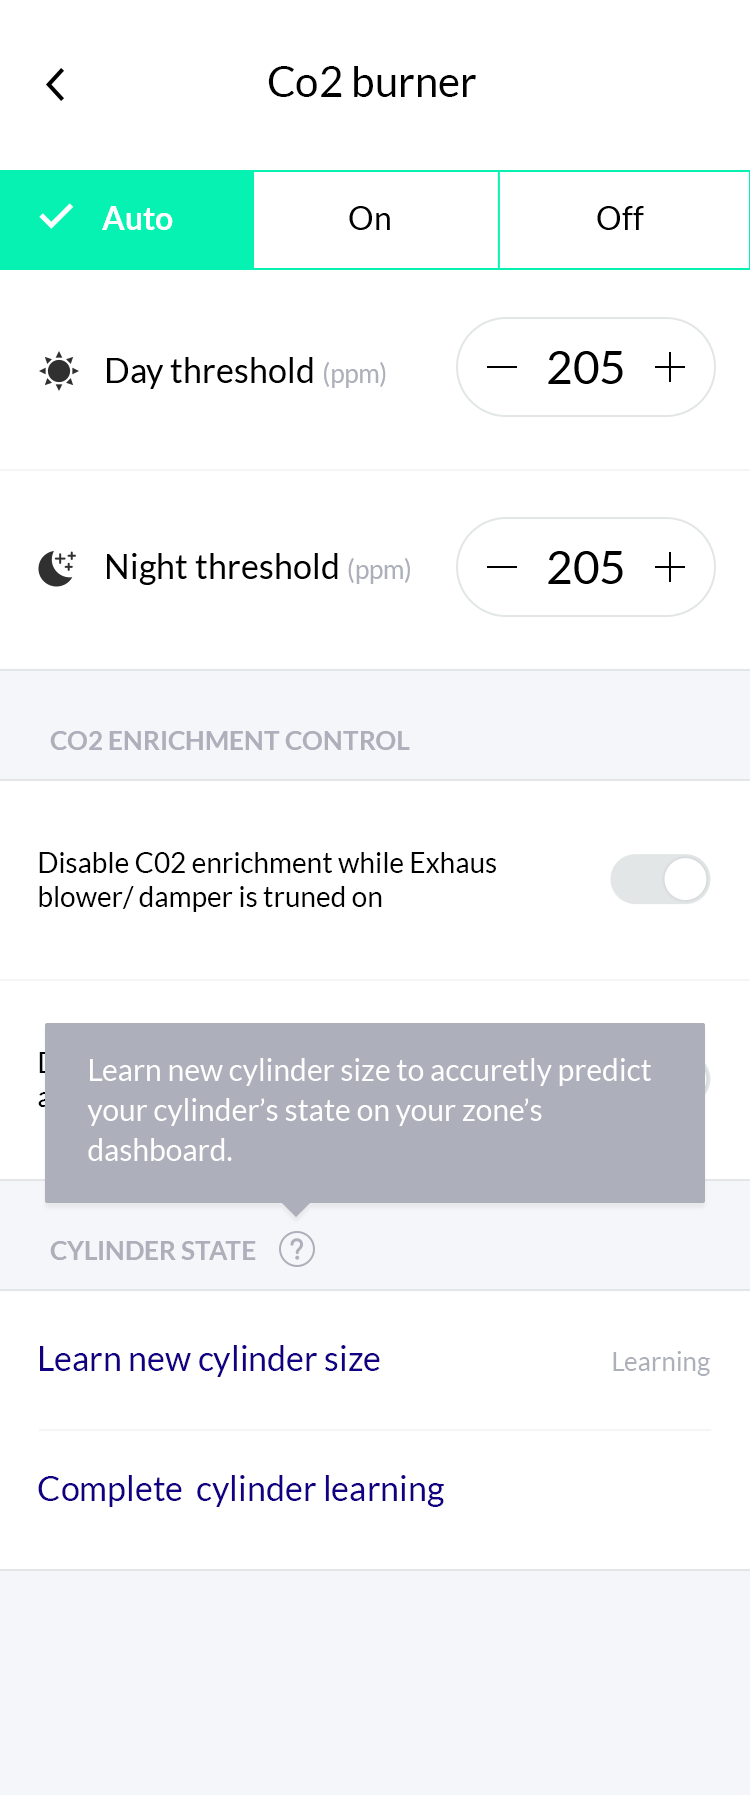 Co2 burner
Auto
On
Off
Day threshold (ppm)
205
Night threshold (ppm)
205
CO2 ENRICHMENT CONTROL
Disable C02 enrichment while Exhaus
blower/ damper is truned on
Learn new cylinder size to accuretly predict
your cylinder’s state on your zone’s
dashboard.
CYLINDER STATE ?
Learn new cylinder size
Learning
Complete cylinder learning